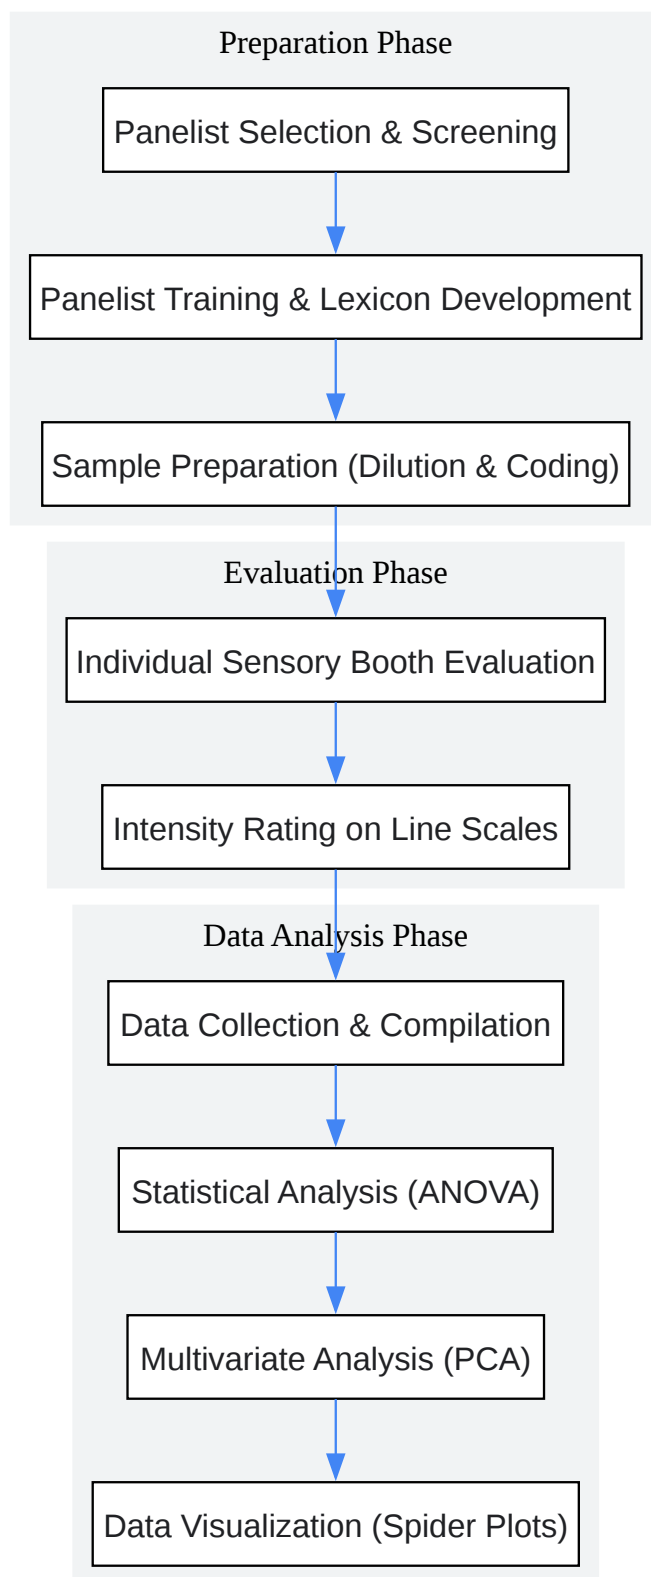 Preparation Phase
Panelist Selection & Screening
Panelist Training & Lexicon Development
Sample Preparation (Dilution & Coding)
Evaluation Phase
Individual Sensory Booth Evaluation
Intensity Rating on Line Scales
Data Analysis Phase
Data Collection & Compilation
Statistical Analysis (ANOVA)
Multivariate Analysis (PCA)
Data Visualization (Spider Plots)